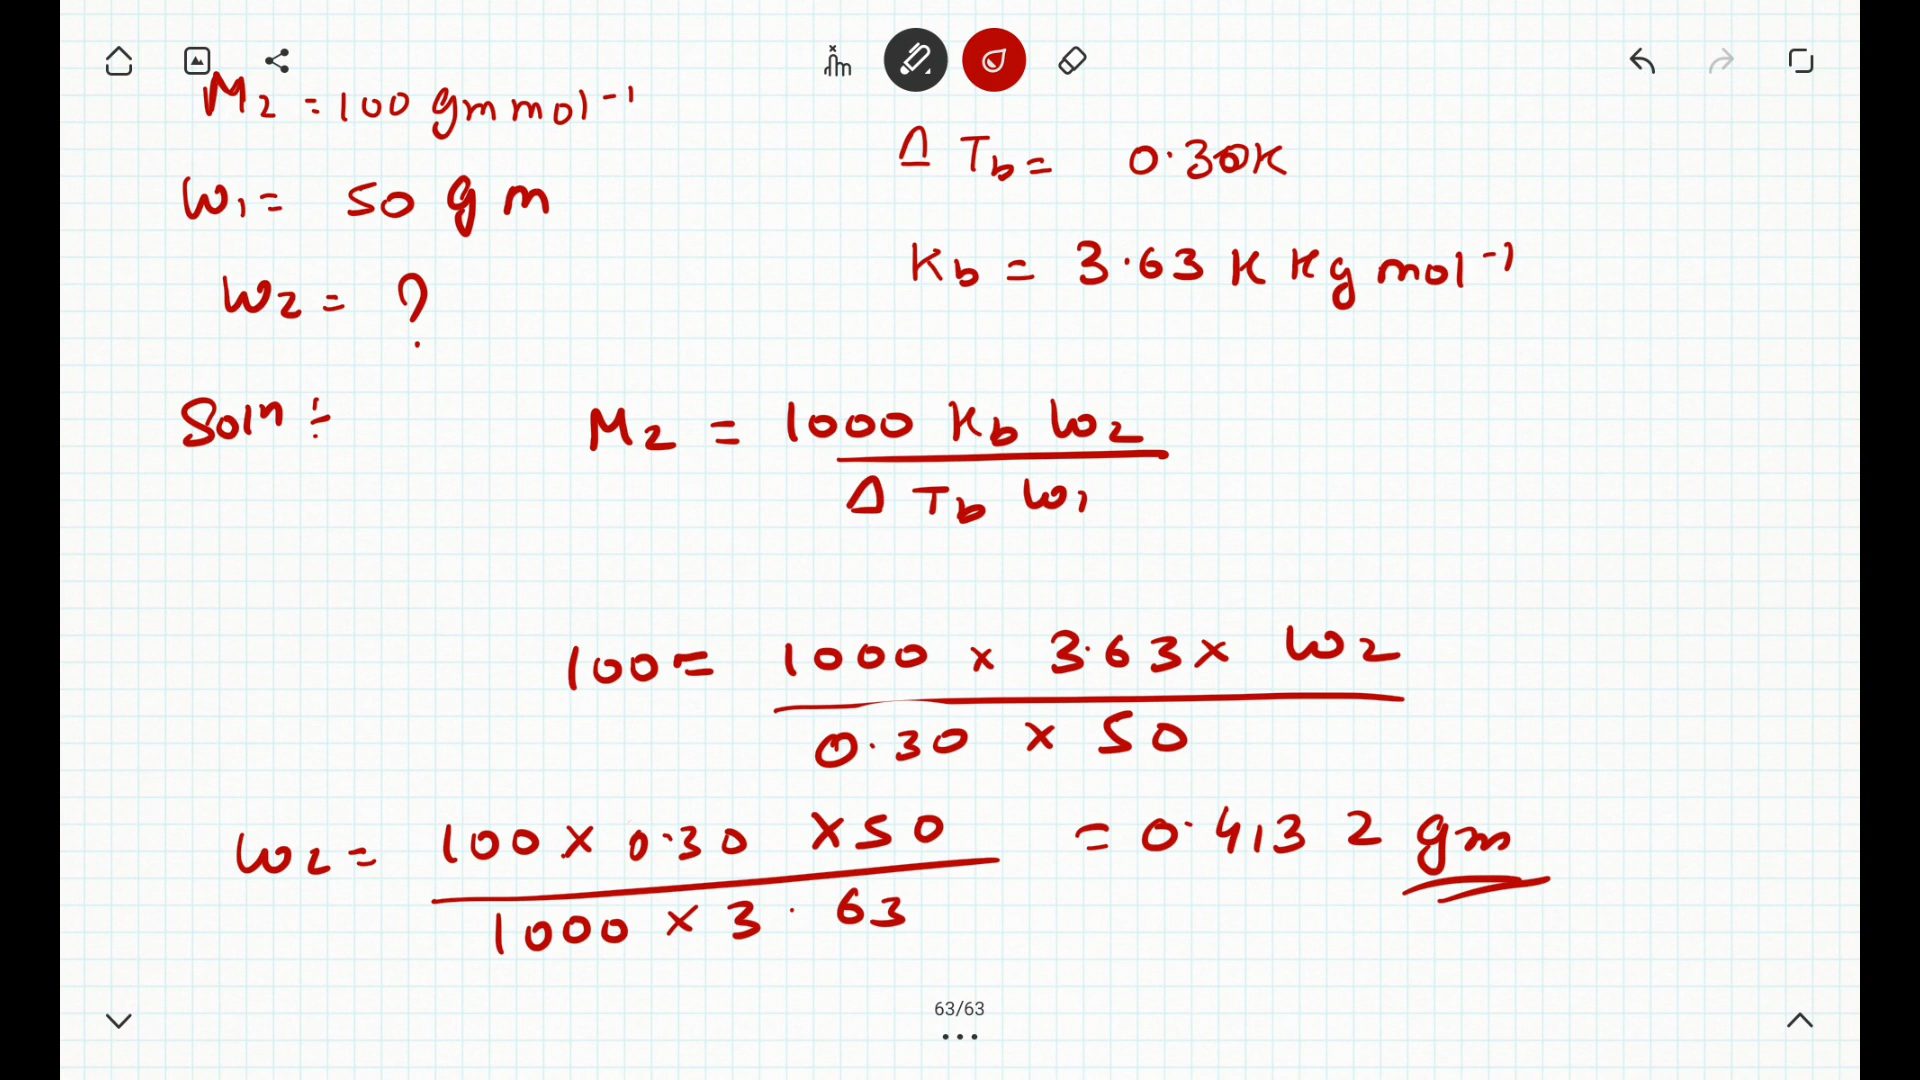 M2 = 100 gm mol-1
W1 = 50 gm
W2 = ?
Δ Tb = 0.30K
Kb = 3.63 K Kg mol-1
Soln ÷
M2 = 1000 Kb W2
Δ Tb W1
100 = 1000 x 3.63 x W2
0.30 x 50
W2 = 100 x 0.30 x 50 = 0.4132 gm
1000 x 3.63
63/63